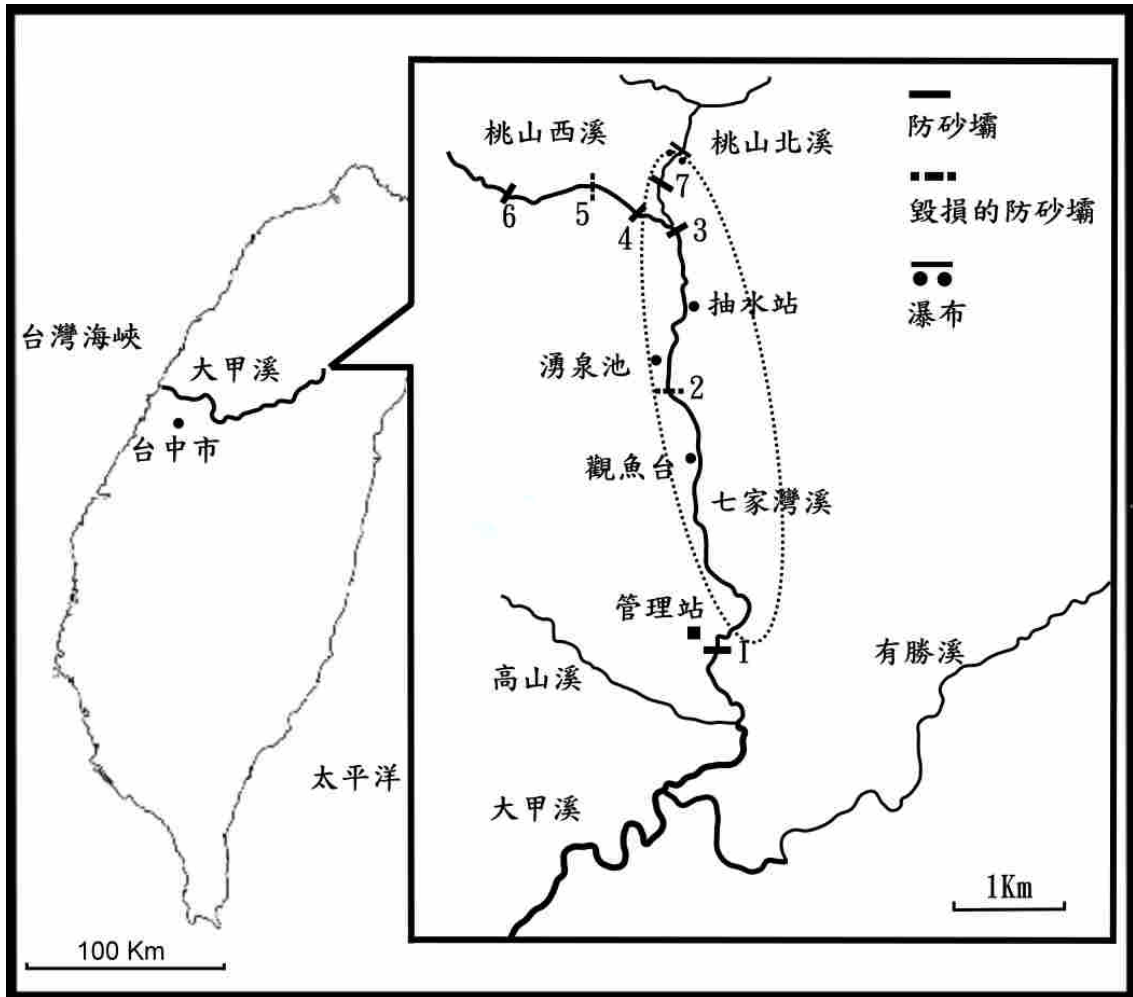 桃山西溪
桃山北溪
防砂壩
毀損的防砂壩
瀑布
7
6
5
4
3
抽水站
湧泉池
2
觀魚台
七家灣溪
管理站
1
高山溪
有勝溪
大甲溪
1Km
台灣海峽
大甲溪
台中市
太平洋
100 Km